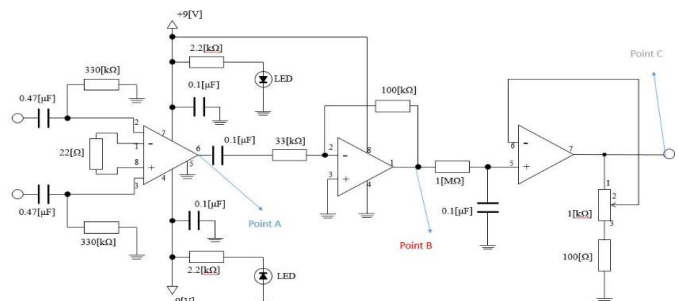 +9[V]
2.2[kΩ]
LED
Point C
330[kΩ]
0.47[μF]
0.1[μF]
100[kΩ]
0.1[μF]
33[kΩ]
2
1
8
3
7
6
5
4
22[Ω]
2
3
8
1
4
1[MΩ]
6
5
7
0.47[μF]
330[kΩ]
0.1[μF]
Point A
Point B
0.1[μF]
1
2
3
1[kΩ]
100[Ω]
2.2[kΩ]
LED
-9[V]